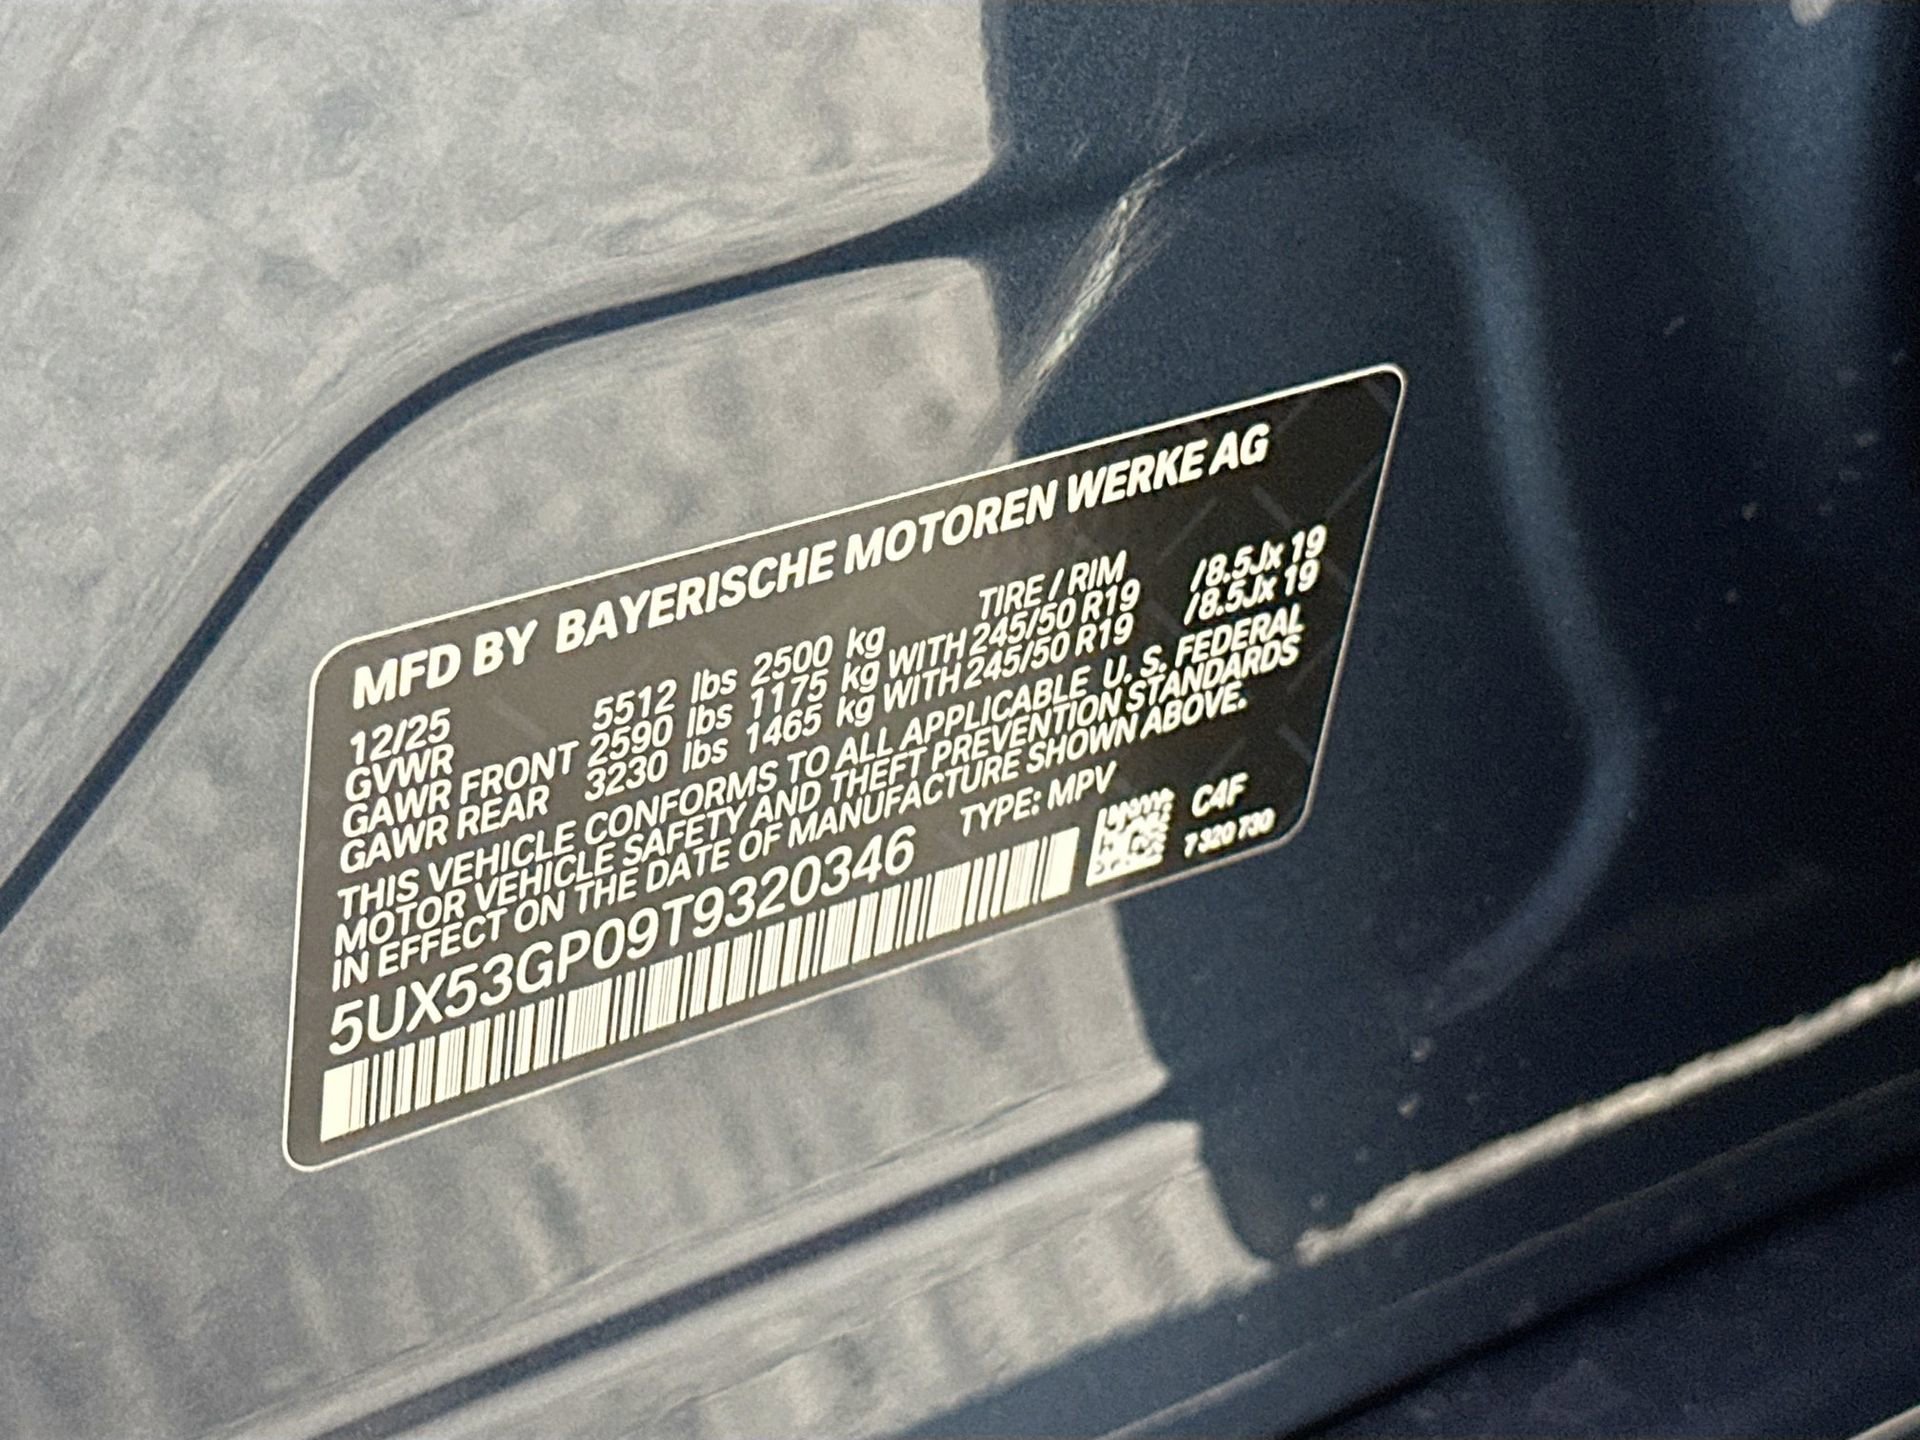 MFD BY BAYERISCHE MOTOREN WERKE AG
12/25 TIRE / RIM
GVWR 5512 lbs 2500 kg
GAWR FRONT 2590 lbs 1175 kg WITH 245/50 R19 /8.5Jx 19
GAWR REAR 3230 lbs 1465 kg WITH 245/50 R19 /8.5Jx 19
THIS VEHICLE CONFORMS TO ALL APPLICABLE U. S. FEDERAL
MOTOR VEHICLE SAFETY AND THEFT PREVENTION STANDARDS
IN EFFECT ON THE DATE OF MANUFACTURE SHOWN ABOVE.
5UX53GP09T9320346 TYPE: MPV
C4F
7 320 730